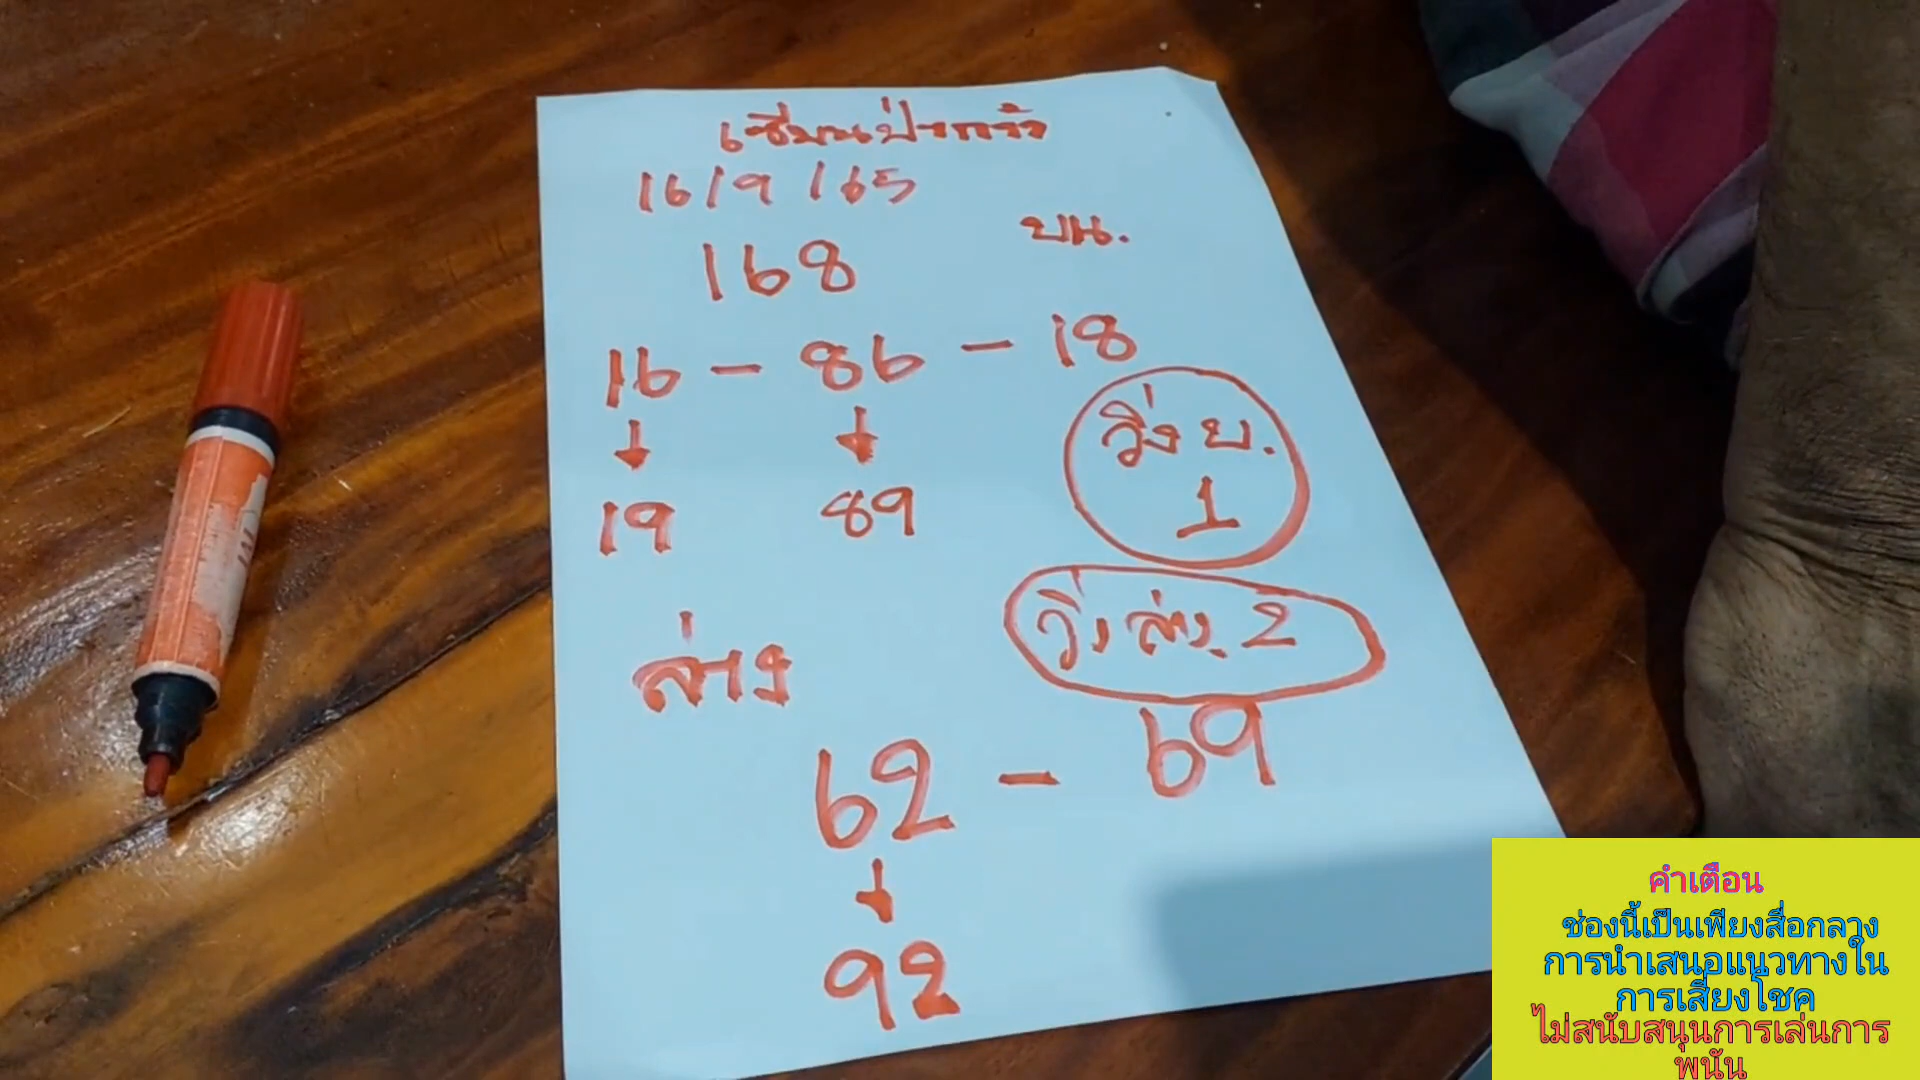 เซียนป่ากร้า
16/9/65
บน.
168
16 - 86 - 18
↓ ↓
19 89
วิ่ง บ.
1
วิ่ง ล่าง. 2
ล่าง
62 - 69
↓
92
คำเตือน
ช่องนี้เป็นเพียงสื่อกลาง
การนำเสนอแนวทางใน
การเสี่ยงโชค
ไม่สนับสนุนการเล่นการ
พนัน